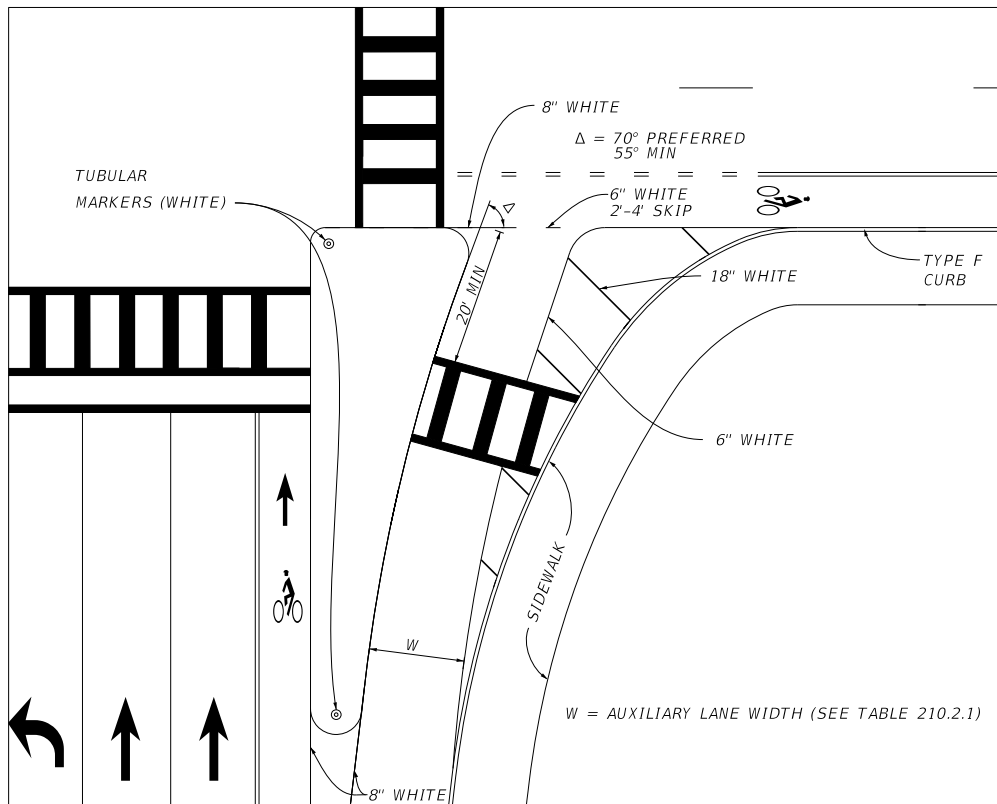 8" WHITE
Δ = 70° PREFERRED
55° MIN
TUBULAR
MARKERS (WHITE)
6" WHITE
2'-4' SKIP
Δ
TYPE F
CURB
18" WHITE
20' MIN
6" WHITE
SIDEWALK
W
W = AUXILIARY LANE WIDTH (SEE TABLE 210.2.1)
8" WHITE